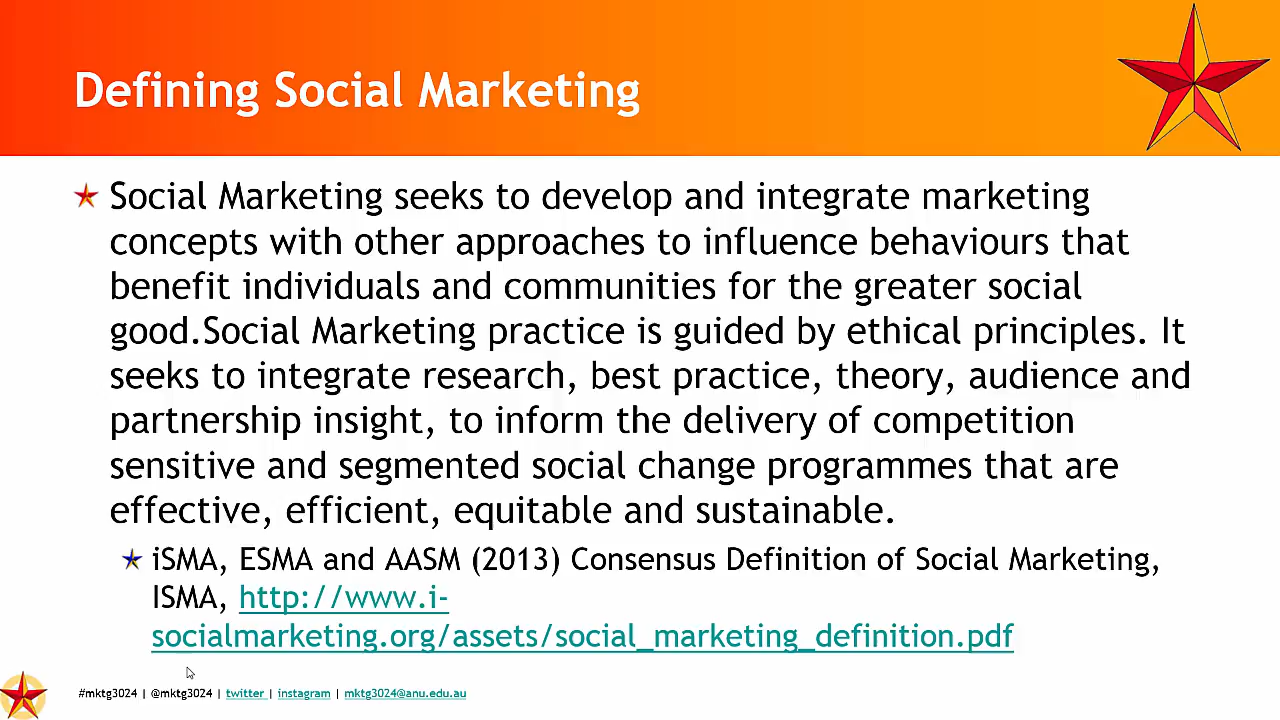 Defining Social Marketing
Social Marketing seeks to develop and integrate marketing
concepts with other approaches to influence behaviours that
benefit individuals and communities for the greater social
good.Social Marketing practice is guided by ethical principles. It
seeks to integrate research, best practice, theory, audience and
partnership insight, to inform the delivery of competition
sensitive and segmented social change programmes that are
effective, efficient, equitable and sustainable.
iSMA, ESMA and AASM (2013) Consensus Definition of Social Marketing,
ISMA, http://www.i-
socialmarketing.org/assets/social_marketing_definition.pdf
#mktg3024 | @mktg3024 | twitter | instagram | mktg3024@anu.edu.au